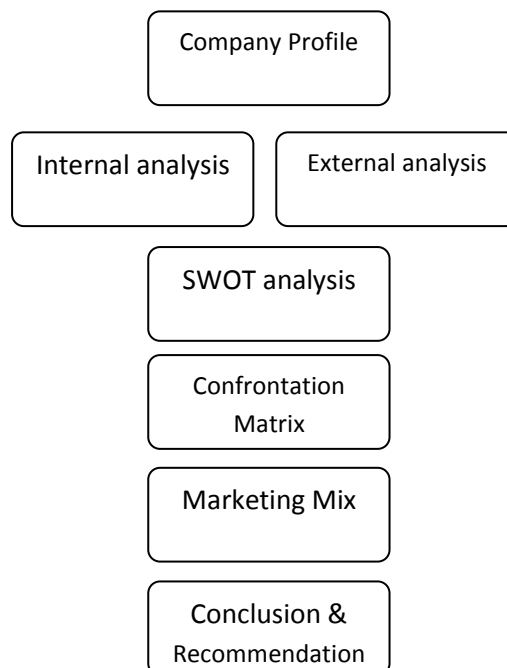 Company Profile
Internal analysis
External analysis
SWOT analysis
Confrontation
Matrix
Marketing Mix
Conclusion &
Recommendation